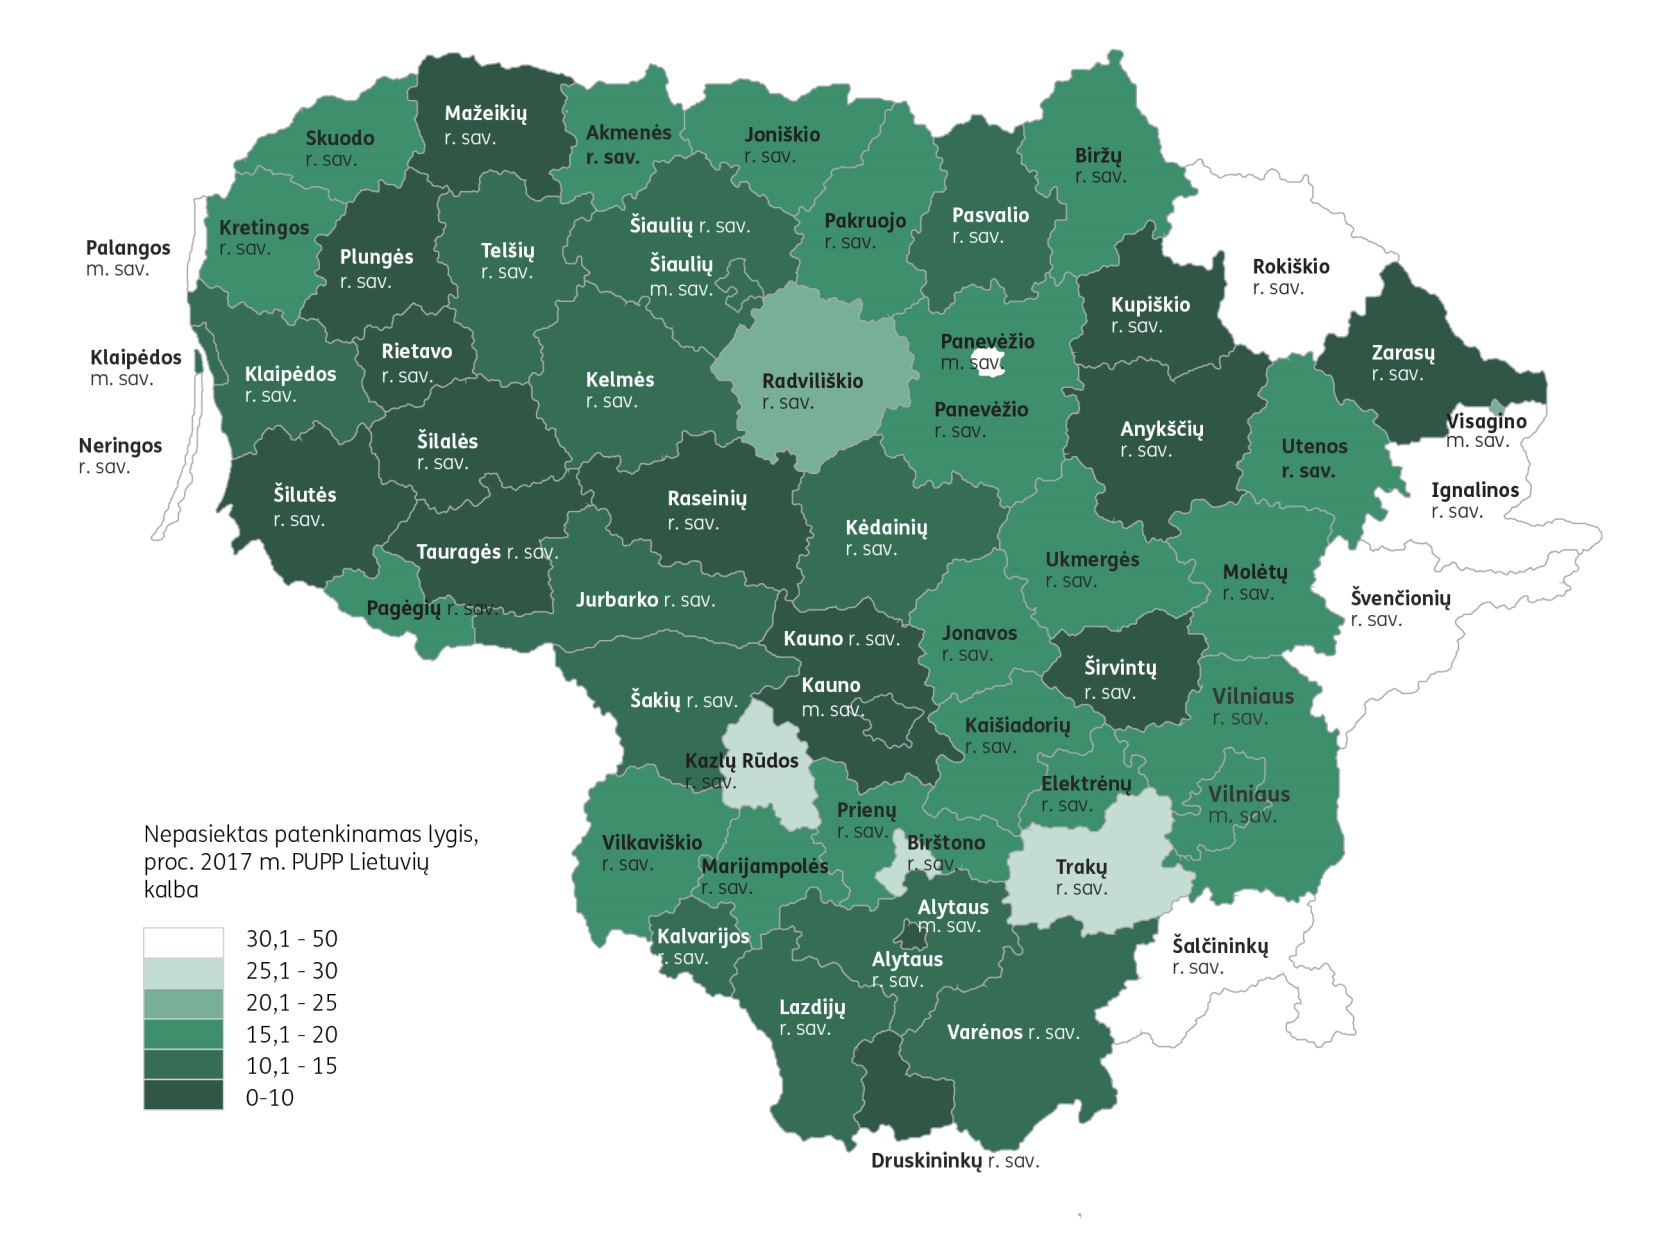 Mažeikių
r. sav.
Skuodo
r. sav.
Akmenės
r. sav.
Joniškio
r. sav.
Biržų
r. sav.
Kretingos
r. sav.
Palangos
m. sav.
Plungės
r. sav.
Telšių
r. sav.
Šiaulių r. sav.
Šiaulių
m. sav.
Pakruojo
r. sav.
Pasvalio
r. sav.
Rokiškio
r. sav.
Kupiškio
r. sav.
Klaipėdos
m. sav.
Klaipėdos
r. sav.
Rietavo
r. sav.
Kelmės
r. sav.
Radviliškio
r. sav.
Panevėžio
m. sav.
Panevėžio
r. sav.
Zarasų
r. sav.
Visagino
m. sav.
Neringos
r. sav.
Šilalės
r. sav.
Anykščių
r. sav.
Utenos
r. sav.
Ignalinos
r. sav.
Šilutės
r. sav.
Raseinių
r. sav.
Kėdainių
r. sav.
Tauragės r. sav.
Ukmergės
r. sav.
Molėtų
r. sav.
Švenčionių
r. sav.
Pagėgių r. sav.
Jurbarko r. sav.
Kauno r. sav.
Jonavos
r. sav.
Širvintų
r. sav.
Šakių r. sav.
Kauno
m. sav.
Vilniaus
r. sav.
Kaišiadorių
r. sav.
Kazlų Rūdos
r. sav.
Elektrėnų
r. sav.
Vilniaus
m. sav.
Prienų
r. sav.
Vilkaviškio
r. sav.
Birštono
r. sav.
Marijampolės
r. sav.
Trakų
r. sav.
Alytaus
m. sav.
Kalvarijos
r. sav.
Alytaus
r. sav.
Šalčininkų
r. sav.
Lazdijų
r. sav.
Varėnos r. sav.
Druskininkų r. sav.
Nepasiektas patenkinamas lygis,
proc. 2017 m. PUPP Lietuvių
kalba
30,1 - 50
25,1 - 30
20,1 - 25
15,1 - 20
10,1 - 15
0-10